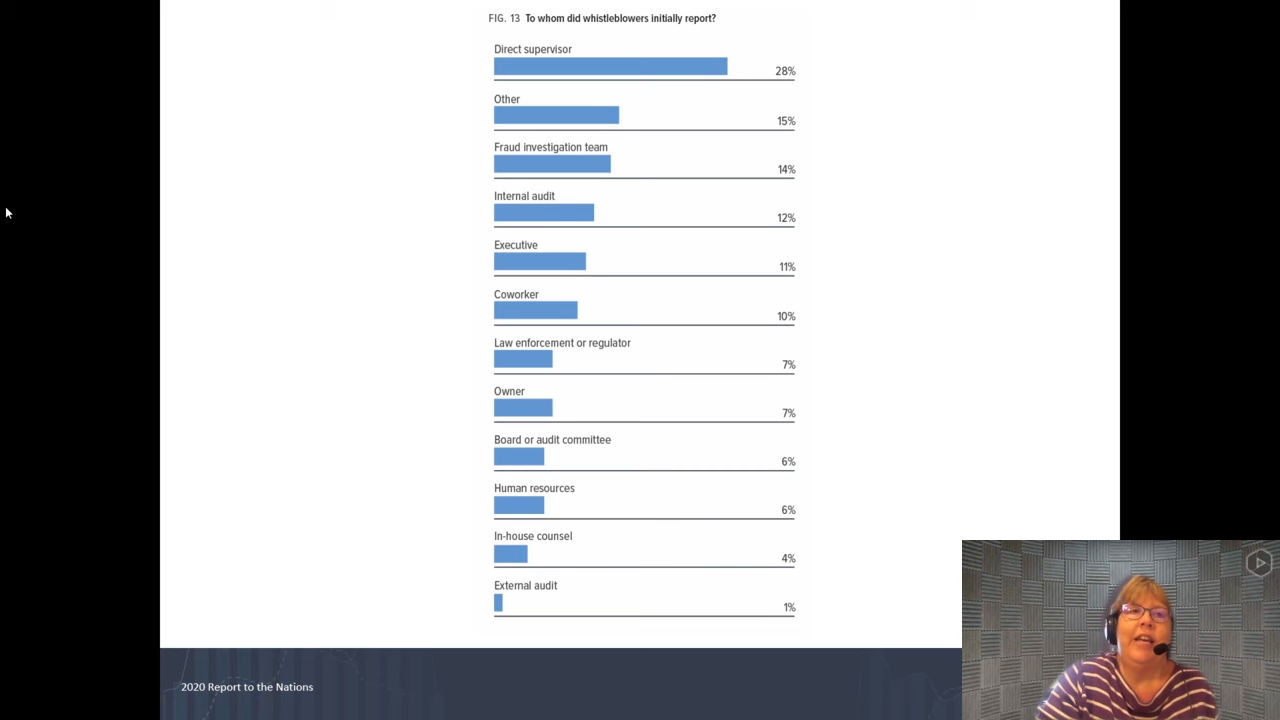 FIG. 13 To whom did whistleblowers initially report?
Direct supervisor
28%
Other
15%
Fraud investigation team
14%
Internal audit
12%
Executive
11%
Coworker
10%
Law enforcement or regulator
7%
Owner
7%
Board or audit committee
6%
Human resources
6%
In-house counsel
4%
External audit
1%
2020 Report to the Nations